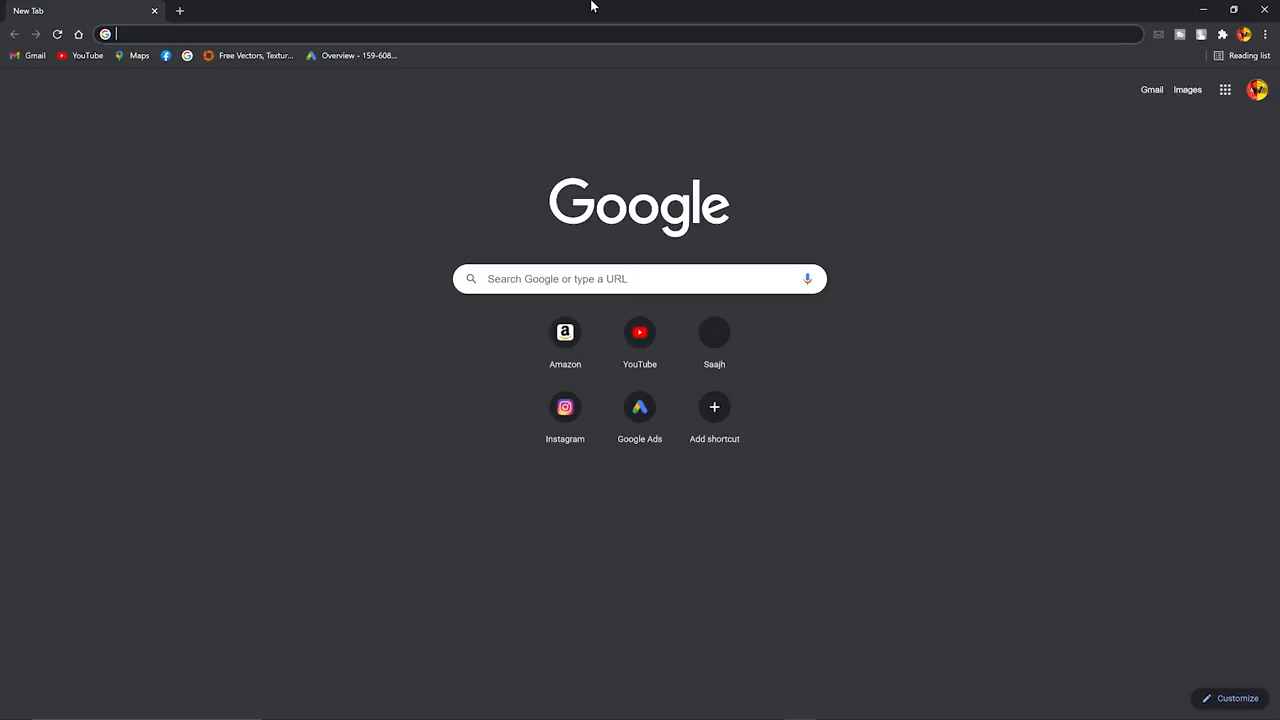 New Tab
Gmail YouTube Maps Free Vectors, Textur... Overview - 159-608... Reading list
Gmail Images
Google
Search Google or type a URL
Amazon YouTube Saajh
Instagram Google Ads Add shortcut
Customize